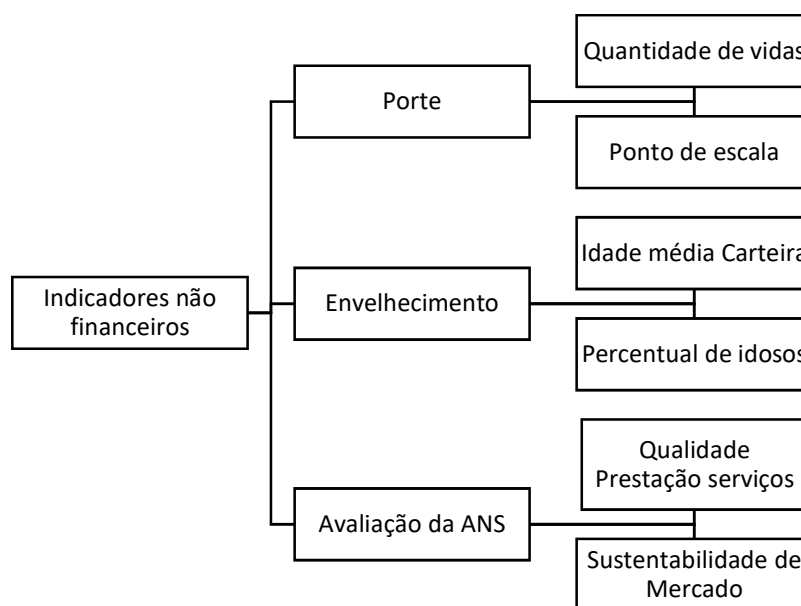 Indicadores não
financeiros
Porte
Quantidade de vidas
Ponto de escala
Envelhecimento
Idade média Carteira
Percentual de idosos
Avaliação da ANS
Qualidade
Prestação serviços
Sustentabilidade de
Mercado